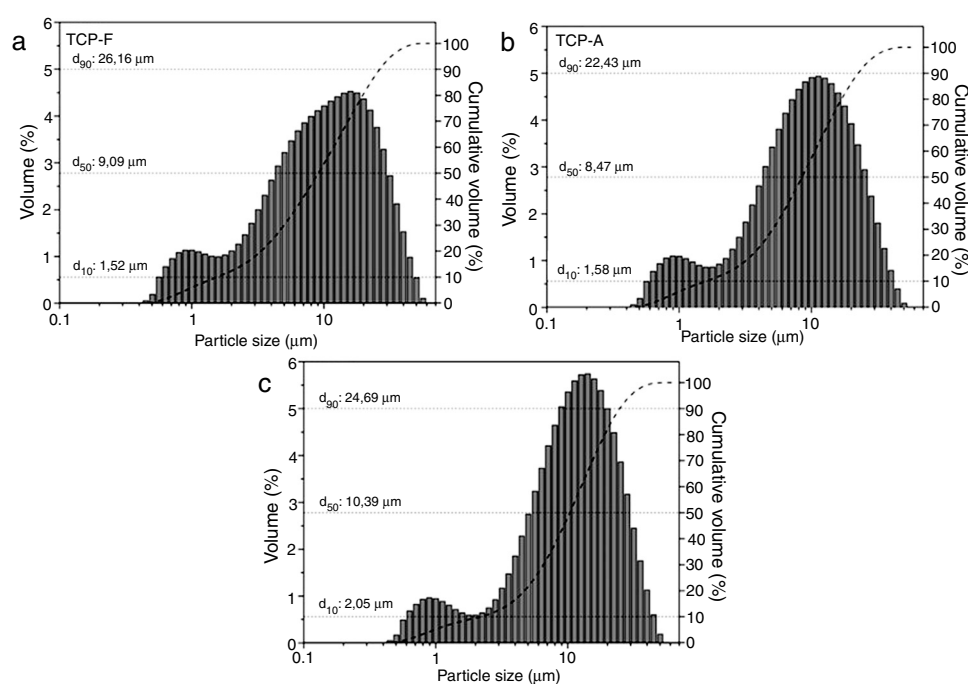 a
TCP-F
d90: 26,16 μm
d50: 9,09 μm
d10: 1,52 μm
Volume (%)
6
5
4
3
2
1
0
0.1
1
10
Particle size (μm)
100
90
80
70
60
50
40
30
20
10
0
Cumulative volume (%)
b
TCP-A
d90: 22,43 μm
d50: 8,47 μm
d10: 1,58 μm
Volume (%)
6
5
4
3
2
1
0
0.1
1
10
Particle size (μm)
100
90
80
70
60
50
40
30
20
10
0
Cumulative volume (%)
c
d90: 24,69 μm
d50: 10,39 μm
d10: 2,05 μm
Volume (%)
6
5
4
3
2
1
0
0.1
1
10
Particle size (μm)
100
90
80
70
60
50
40
30
20
10
0
Cumulative volume (%)